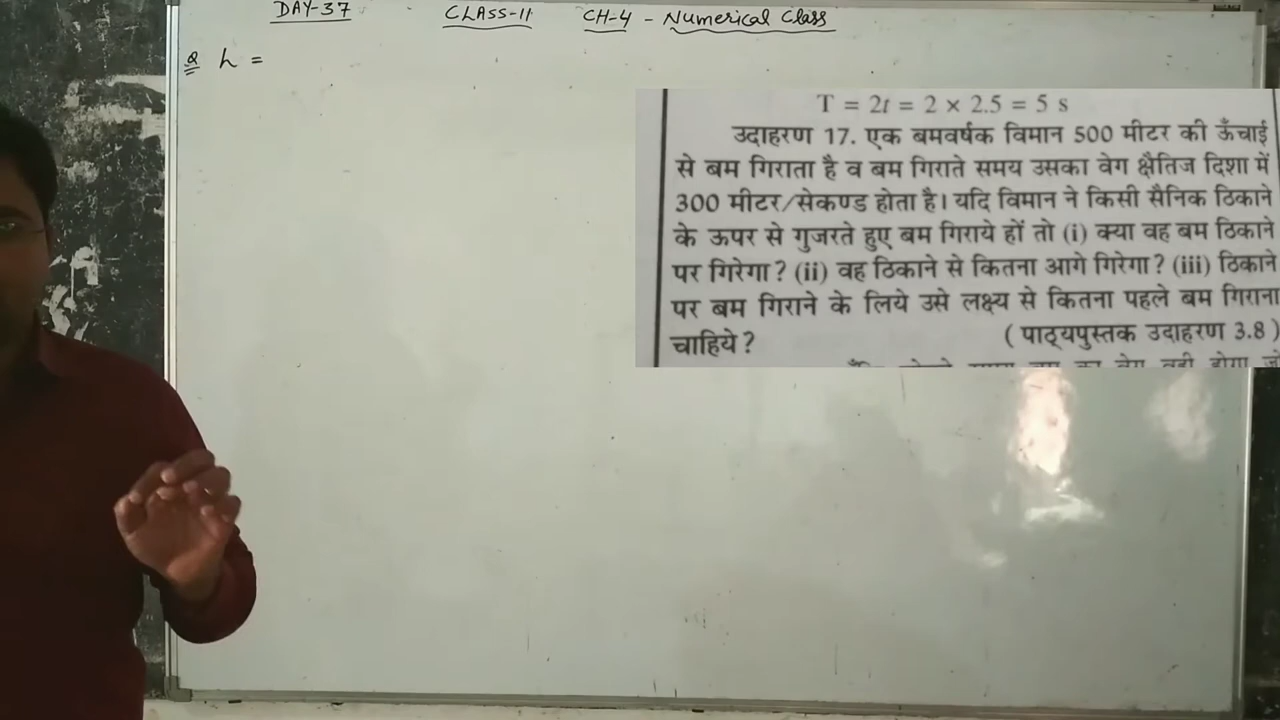 DAY-37 CLASS-11 CH-4 - Numerical Class
Q h =
T = 2t = 2 × 2.5 = 5 s
उदाहरण 17. एक बमवर्षक विमान 500 मीटर की ऊँचाई
से बम गिराता है व बम गिराते समय उसका वेग क्षैतिज दिशा में
300 मीटर/सेकण्ड होता है। यदि विमान ने किसी सैनिक ठिकाने
के ऊपर से गुजरते हुए बम गिराये हों तो (i) क्या वह बम ठिकाने
पर गिरेगा? (ii) वह ठिकाने से कितना आगे गिरेगा? (iii) ठिकाने
पर बम गिराने के लिये उसे लक्ष्य से कितना पहले बम गिराना
चाहिये? ( पाठ्यपुस्तक उदाहरण 3.8 )